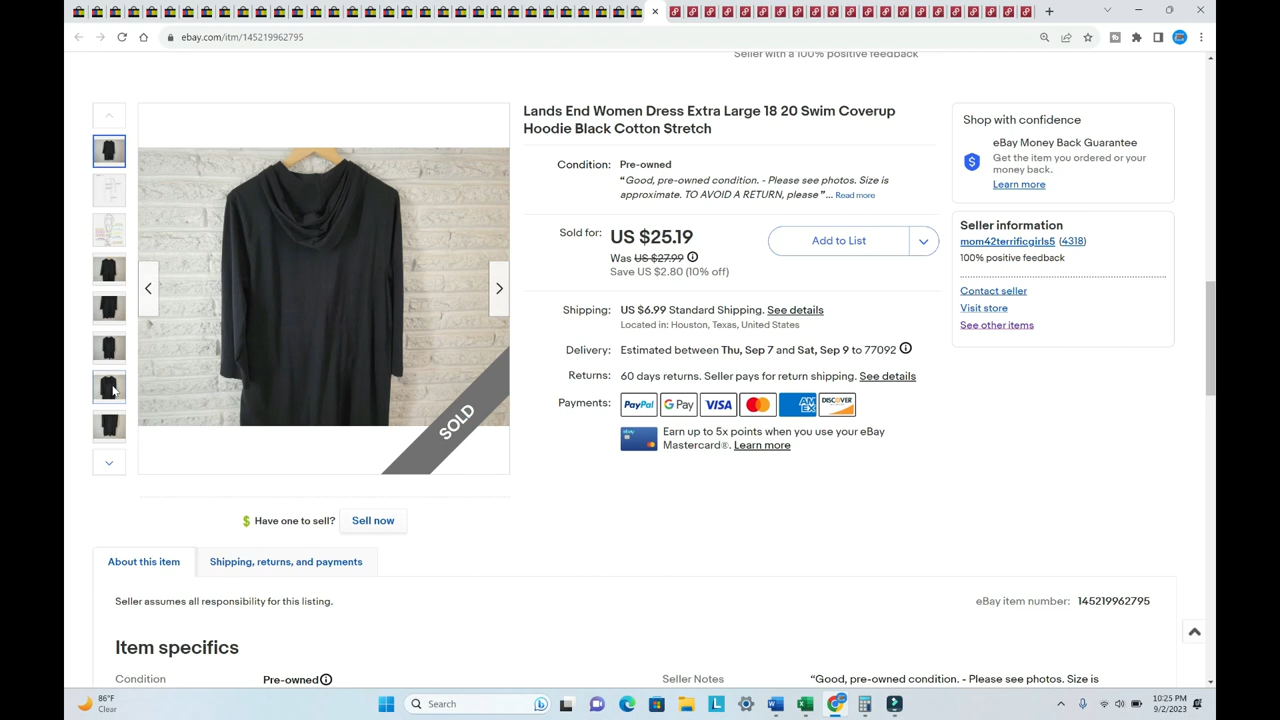 ebay.com/itm/145219962795
Seller with a 100% positive feedback
Lands End Women Dress Extra Large 18 20 Swim Coverup
Hoodie Black Cotton Stretch
Condition: Pre-owned
“Good, pre-owned condition. - Please see photos. Size is
approximate. TO AVOID A RETURN, please ”... Read more
Sold for: US $25.19
Was US $27.99
Save US $2.80 (10% off)
Add to List
Shipping: US $6.99 Standard Shipping. See details
Located in: Houston, Texas, United States
Delivery: Estimated between Thu, Sep 7 and Sat, Sep 9 to 77092
Returns: 60 days returns. Seller pays for return shipping. See details
Payments: PayPal G Pay VISA MasterCard AM EX DISCOVER
Earn up to 5x points when you use your eBay
Mastercard®. Learn more
Shop with confidence
eBay Money Back Guarantee
Get the item you ordered or your
money back.
Learn more
Seller information
mom42terrificgirls5 (4318)
100% positive feedback
Contact seller
Visit store
See other items
SOLD
Have one to sell? Sell now
About this item
Shipping, returns, and payments
Seller assumes all responsibility for this listing.
eBay item number: 145219962795
Item specifics
Condition Pre-owned
Seller Notes “Good, pre-owned condition. - Please see photos. Size is
86°F
Clear
Search
10:25 PM
9/2/2023